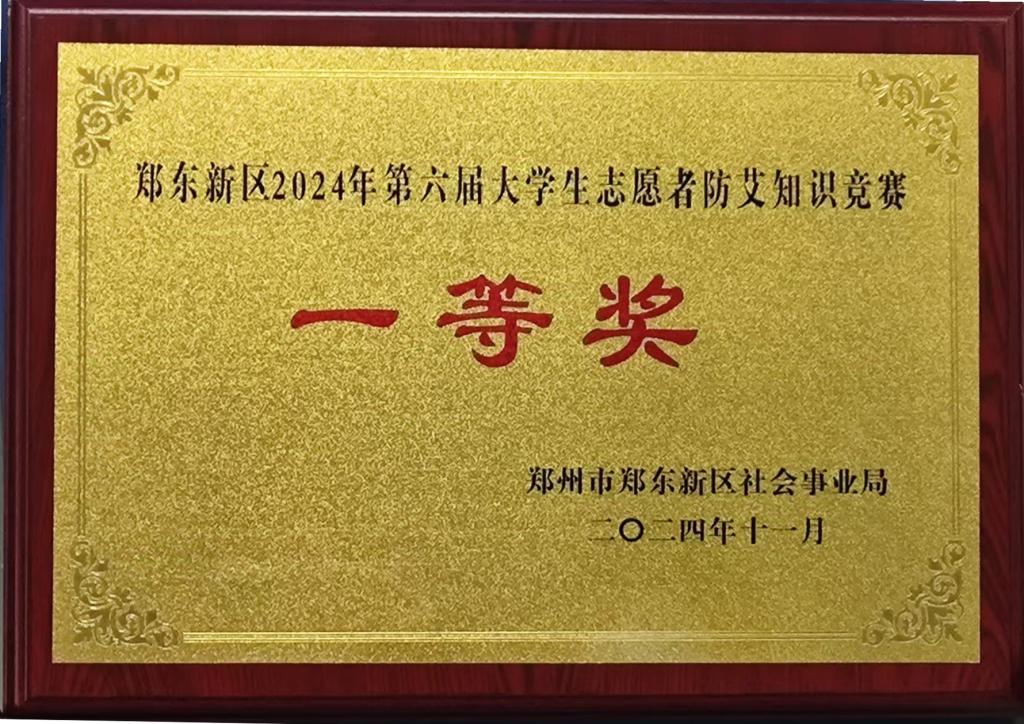 郑东新区2024年第六届大学生志愿者防艾知识竞赛
一等奖
郑州市郑东新区社会事业局
二〇二四年十一月